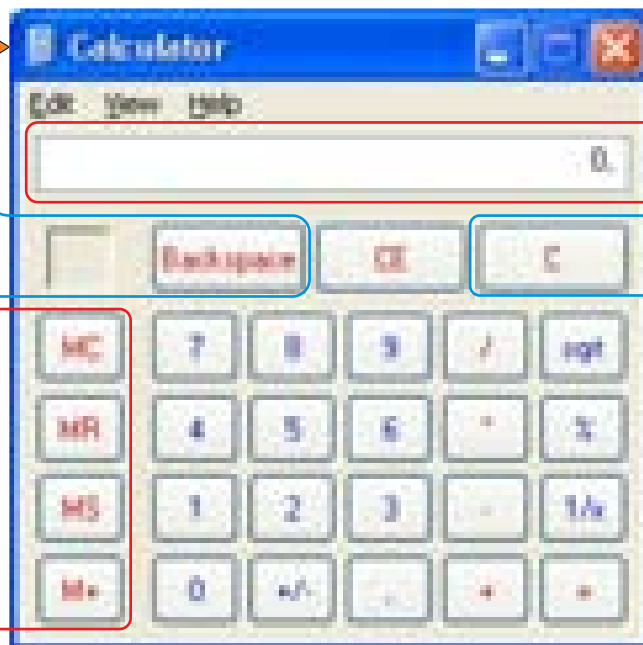 Calculator
Edit View Help
0.
Backspace CE C
MC 7 8 9 / sqt
MR 4 5 6 * %
MS 1 2 3 - 1/x
M+ 0 +/- . + =